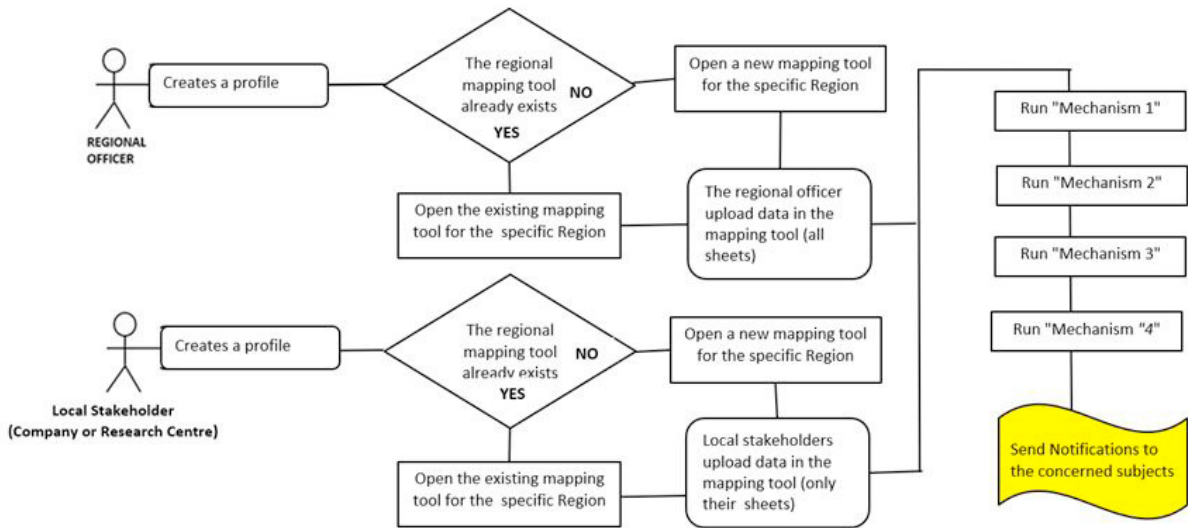 Creates a profile
REGIONAL
OFFICER
The regional
mapping tool
already exists
NO
YES
Open a new mapping tool
for the specific Region
Open the existing mapping
tool for the  specific Region
The regional officer
upload data in the
mapping tool (all
sheets)
Creates a profile
Local Stakeholder
(Company or Research Centre)
The regional
mapping tool
already exists
NO
YES
Open a new mapping tool
for the specific Region
Open the existing mapping
tool for the  specific Region
Local stakeholders
upload data in the
mapping tool (only
their  sheets)
Run "Mechanism 1"
Run "Mechanism 2"
Run "Mechanism 3"
Run "Mechanism "4"
Send Notifications to
the concerned subjects